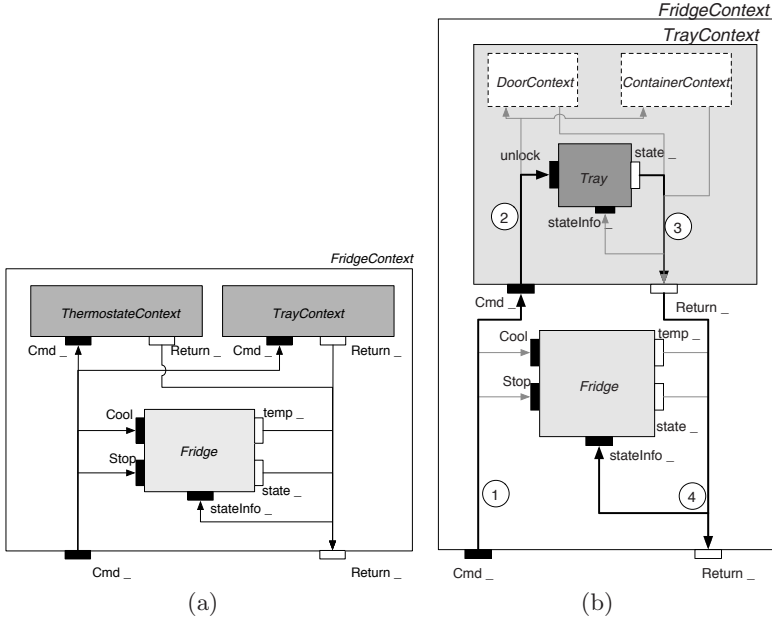 FridgeContext
ThermostateContext
TrayContext
Cmd _
Return _
Cmd _
Return _
Cool
temp _
Fridge
Stop
state _
stateInfo _
Cmd _
Return _
(a)
FridgeContext
TrayContext
DoorContext
ContainerContext
unlock
state _
Tray
2
stateInfo _
3
Cmd _
Return _
Cool
temp _
Fridge
Stop
state _
stateInfo _
1
4
Cmd _
Return _
(b)